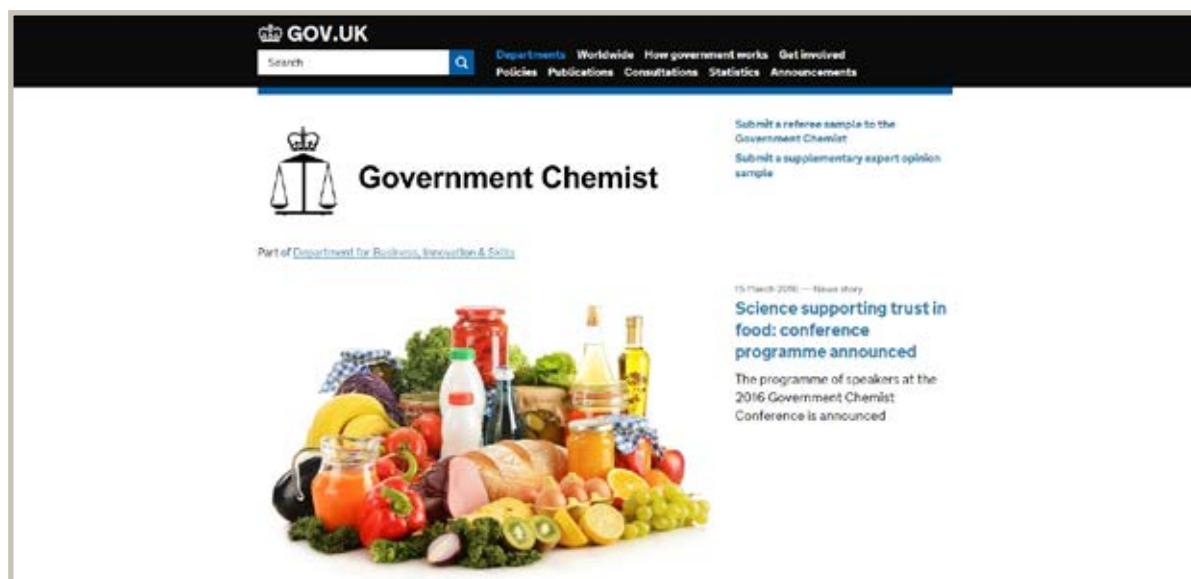 GOV.UK
Search
Departments Worldwide How government works Get involved
Policies Publications Consultations Statistics Announcements
Government Chemist
Submit a referee sample to the
Government Chemist
Submit a supplementary expert opinion
sample
Part of Department for Business, Innovation & Skills
15 March 2016 — News story
Science supporting trust in
food: conference
programme announced
The programme of speakers at the
2016 Government Chemist
Conference is announced